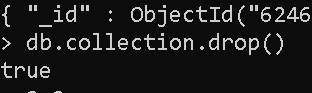 { "_id" : ObjectId("6246
> db.collection.drop()
true